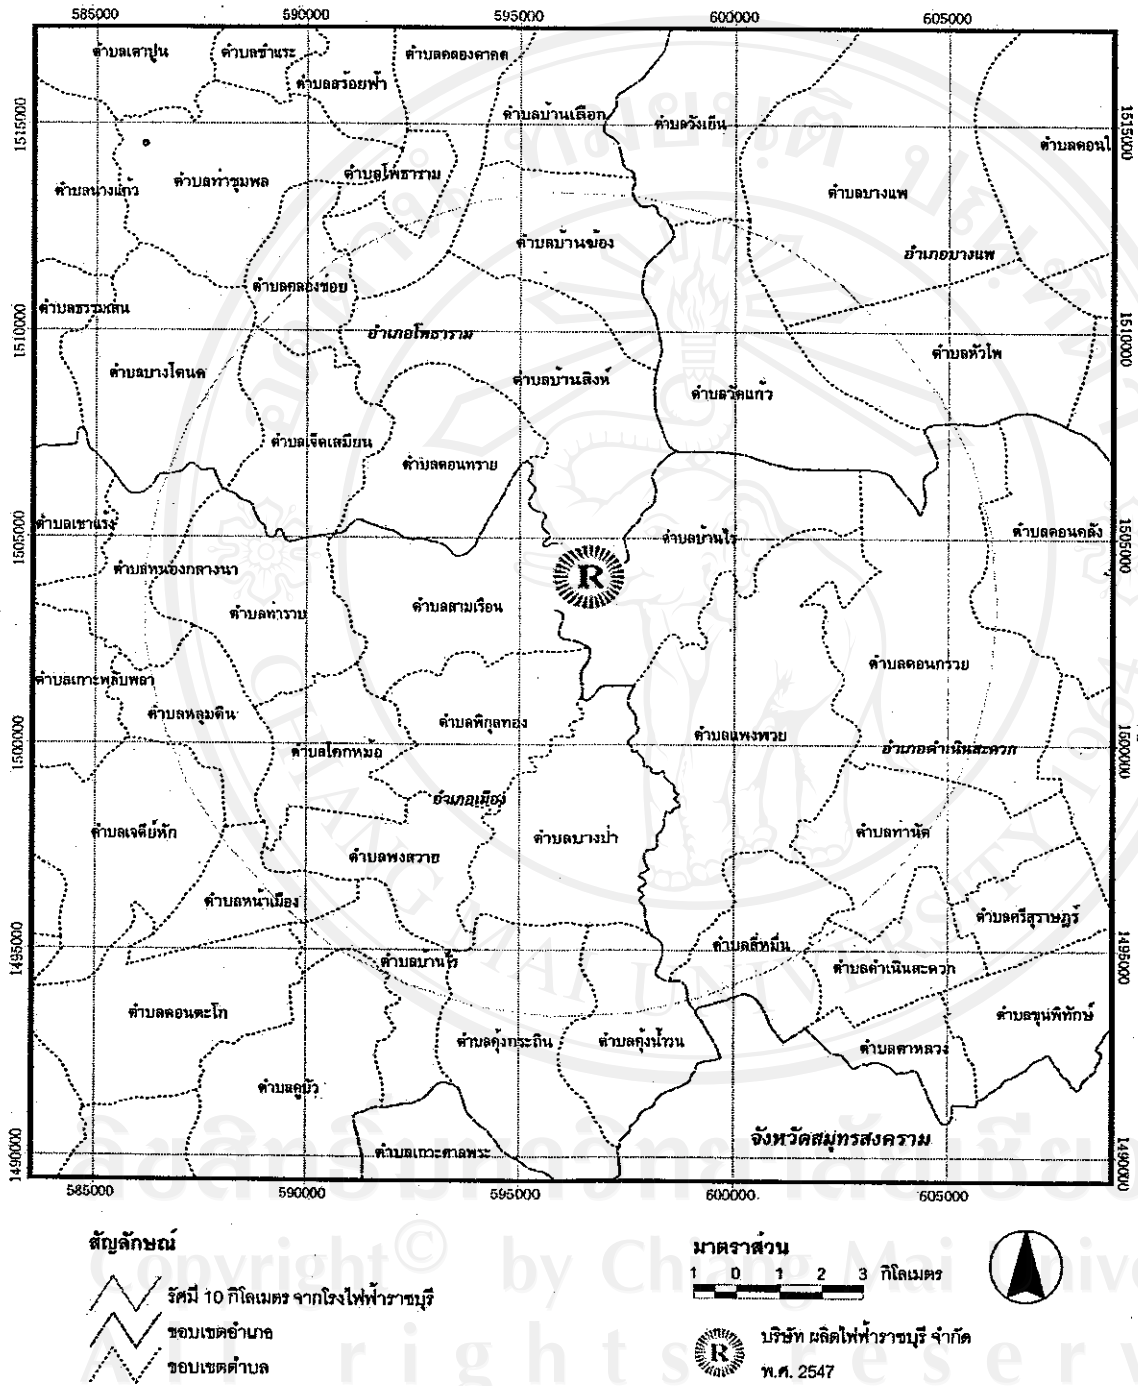 585000 590000 595000 600000 605000
ตำบลเตาปูน ตำบลชำแระ ตำบลคลองตาคต
ตำบลสร้อยฟ้า
1515000 ตำบลบ้านเลือก ตำบลวังเย็น 1515000
ตำบลนางแก้ว ตำบลท่าชุมพล ตำบลโพธาราม ตำบลบางแพ
ตำบลบ้านฆ้อง อำเภอบางแพ
ตำบลธรรมเสน ตำบลคลองข่อย
1510000 อำเภอโพธาราม 1510000
ตำบลบางโตนด ตำบลบ้านสิงห์ ตำบลวัดแก้ว ตำบลหัวโพ
ตำบลเจ็ดเสมียน ตำบลดอนทราย
1505000 ตำบลเขาแร้ง ตำบลบ้านไร่ ตำบลดอนคลัง 1505000
ตำบลหนองกลางนา R
ตำบลท่าราบ ตำบลสามเรือน
ตำบลเกาะพลับพลา ตำบลดอนกรวย
ตำบลหลุมดิน ตำบลพิกุลทอง
1500000 ตำบลโคกหม้อ ตำบลแพงพวย อำเภอดำเนินสะดวก 1500000
อำเภอเมือง
ตำบลเจดีย์หัก ตำบลบางป่า ตำบลท่านัด
ตำบลพงสวาย
ตำบลหน้าเมือง ตำบลศรีสุราษฎร์
1495000 ตำบลบ้านไร่ ตำบลสี่หมื่น ตำบลดำเนินสะดวก 1495000
ตำบลดอนตะโก ตำบลขุนพิทักษ์
ตำบลคุ้งกระถิน ตำบลคุ้งน้ำวน ตำบลตาหลวง
ตำบลคูบัว
1490000 ตำบลเกาะศาลพระ จังหวัดสมุทรสงคราม 1490000
585000 590000 595000 600000 605000
สัญลักษณ์
รัศมี 10 กิโลเมตร จากโรงไฟฟ้าราชบุรี
ขอบเขตอำเภอ
ขอบเขตตำบล
มาตราส่วน
1 0 1 2 3 กิโลเมตร
R บริษัท ผลิตไฟฟ้าราชบุรี จำกัด
พ.ศ. 2547
Copyright© by Chiang Mai Unive
All rights reserv